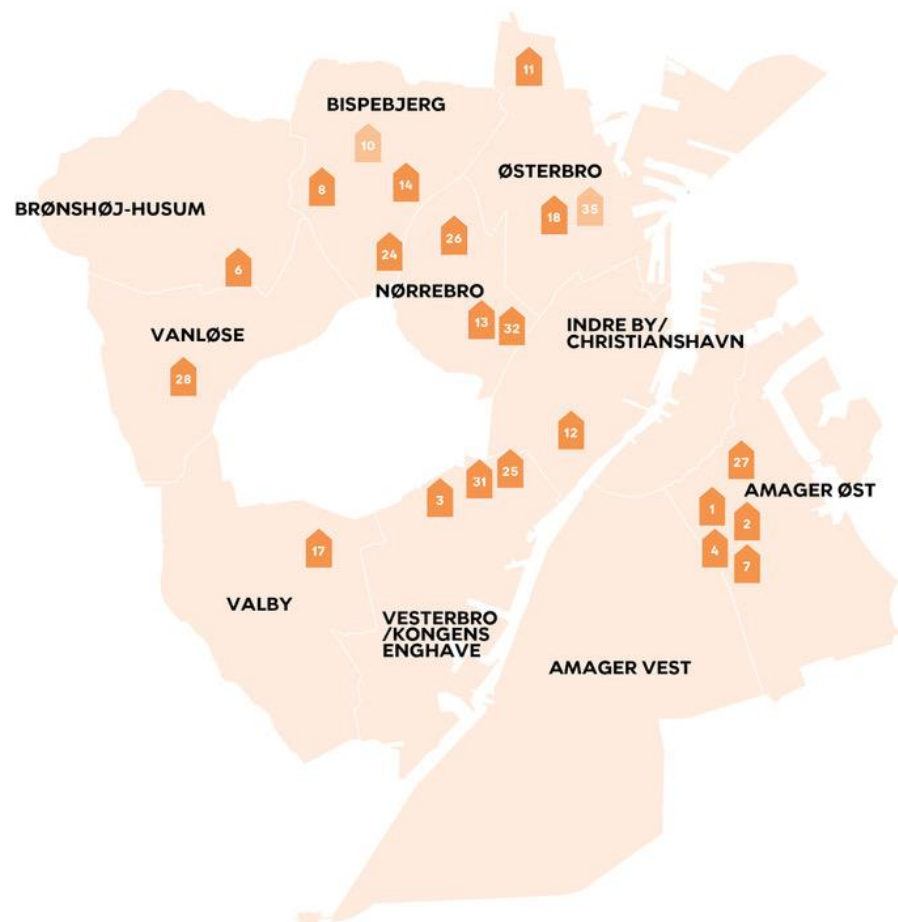 11
BISPEBJERG
10
ØSTERBRO
8
14
BRØNSHØJ-HUSUM
18
35
26
24
6
NØRREBRO
13
32
INDRE BY/
CHRISTIANSHAVN
VANLØSE
28
12
27
31
25
AMAGER ØST
3
1
2
17
4
7
VALBY
VESTERBRO
/KONGENS
ENGHAVE
AMAGER VEST